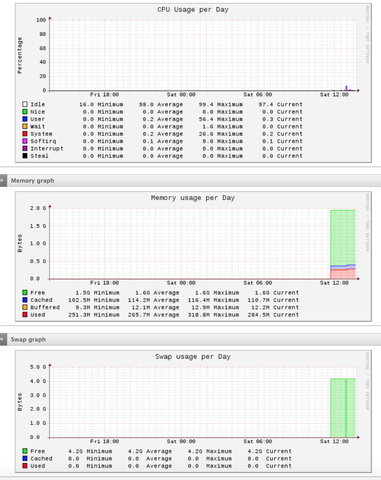 CPU Usage per Day
Percentage
100
80
60
40
20
0
Fri 18:00 Sat 00:00 Sat 06:00 Sat 12:00
Idle 16.0 Minimum 98.0 Average 99.4 Maximum 97.4 Current
Nice 0.0 Minimum 0.0 Average 0.0 Maximum 0.0 Current
User 0.0 Minimum 0.2 Average 56.4 Maximum 0.3 Current
Wait 0.0 Minimum 0.0 Average 1.6 Maximum 0.0 Current
System 0.0 Minimum 0.2 Average 26.6 Maximum 0.2 Current
Softirq 0.0 Minimum 0.1 Average 0.0 Maximum 0.1 Current
Interrupt 0.0 Minimum 0.0 Average 0.0 Maximum 0.0 Current
Steal 0.0 Minimum 0.0 Average 0.0 Maximum 0.0 Current
Memory graph
Memory usage per Day
Bytes
2.0 G
1.5 G
1.0 G
0.5 G
0.0
Fri 18:00 Sat 00:00 Sat 06:00 Sat 12:00
Free 1.5G Minimum 1.6G Average 1.6G Maximum 1.6G Current
Cached 102.5M Minimum 114.2M Average 116.4M Maximum 110.7M Current
Buffered 9.3M Minimum 12.1M Average 12.9M Maximum 12.2M Current
Used 251.3M Minimum 265.7M Average 318.8M Maximum 284.5M Current
Swap graph
Swap usage per Day
Bytes
5.0 G
4.0 G
3.0 G
2.0 G
1.0 G
0.0
Fri 18:00 Sat 00:00 Sat 06:00 Sat 12:00
Free 4.2G Minimum 4.2G Average 4.2G Maximum 4.2G Current
Cached 0.0 Minimum 0.0 Average 0.0 Maximum 0.0 Current
Used 0.0 Minimum 0.0 Average 0.0 Maximum 0.0 Current